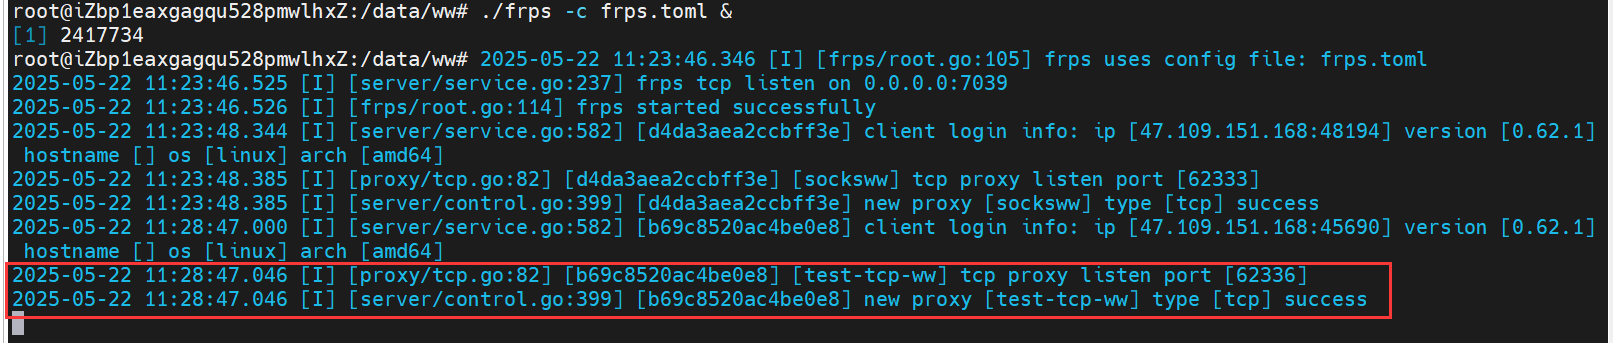 root@iZbp1eaxgagqu528pmwlhxZ:/data/ww# ./frps -c frps.toml &
[1] 2417734
root@iZbp1eaxgagqu528pmwlhxZ:/data/ww# 2025-05-22 11:23:46.346 [I] [frps/root.go:105] frps uses config file: frps.toml
2025-05-22 11:23:46.525 [I] [server/service.go:237] frps tcp listen on 0.0.0.0:7039
2025-05-22 11:23:46.526 [I] [frps/root.go:114] frps started successfully
2025-05-22 11:23:48.344 [I] [server/service.go:582] [d4da3aea2ccbff3e] client login info: ip [47.109.151.168:48194] version [0.62.1]
hostname [] os [linux] arch [amd64]
2025-05-22 11:23:48.385 [I] [proxy/tcp.go:82] [d4da3aea2ccbff3e] [socksww] tcp proxy listen port [62333]
2025-05-22 11:23:48.385 [I] [server/control.go:399] [d4da3aea2ccbff3e] new proxy [socksww] type [tcp] success
2025-05-22 11:28:47.000 [I] [server/service.go:582] [b69c8520ac4be0e8] client login info: ip [47.109.151.168:45690] version [0.62.1]
hostname [] os [linux] arch [amd64]
2025-05-22 11:28:47.046 [I] [proxy/tcp.go:82] [b69c8520ac4be0e8] [test-tcp-ww] tcp proxy listen port [62336]
2025-05-22 11:28:47.046 [I] [server/control.go:399] [b69c8520ac4be0e8] new proxy [test-tcp-ww] type [tcp] success